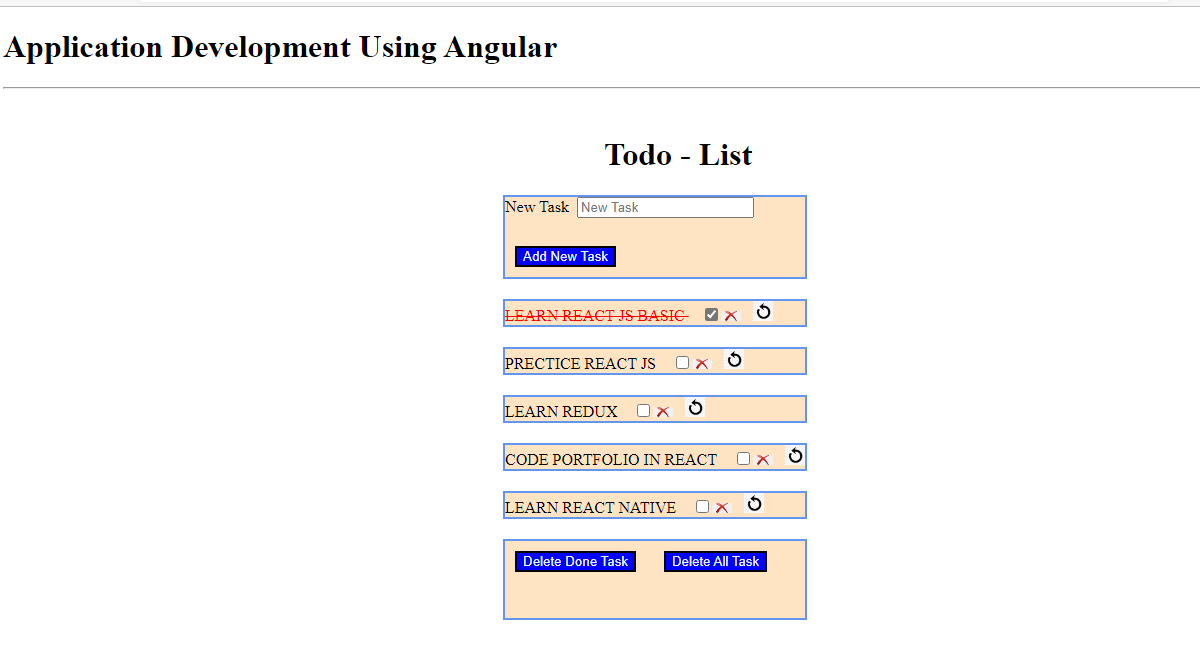 Application Development Using Angular
Todo - List
New Task New Task
Add New Task
LEARN REACT JS BASIC
PRECTICE REACT JS
LEARN REDUX
CODE PORTFOLIO IN REACT
LEARN REACT NATIVE
Delete Done Task Delete All Task